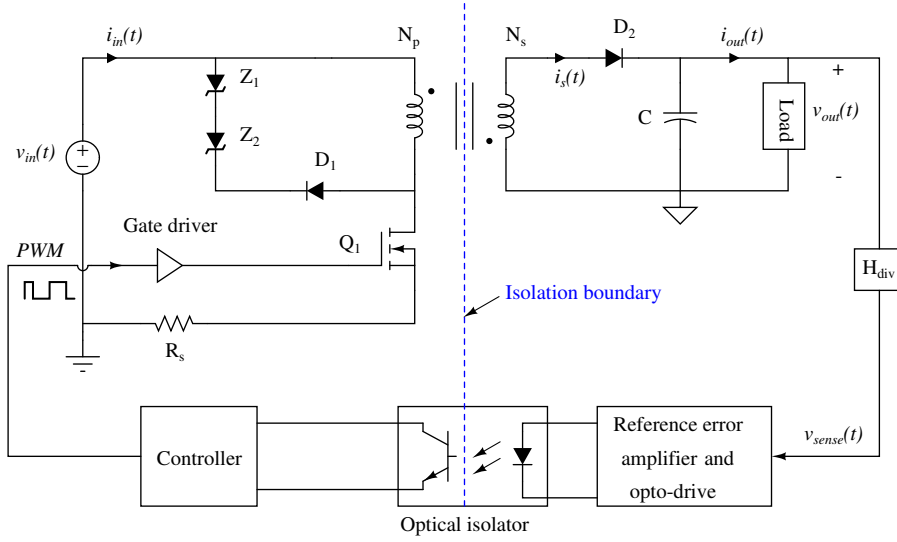 i_in(t)
N_p
N_s
D_2
i_out(t)
i_s(t)
Z_1
+
Z_2
C
Load
v_out(t)
v_in(t)
+
−
D_1
-
Gate driver
PWM
Q_1
H_div
Isolation boundary
R_s
Controller
Reference error
amplifier and
opto-drive
v_sense(t)
Optical isolator